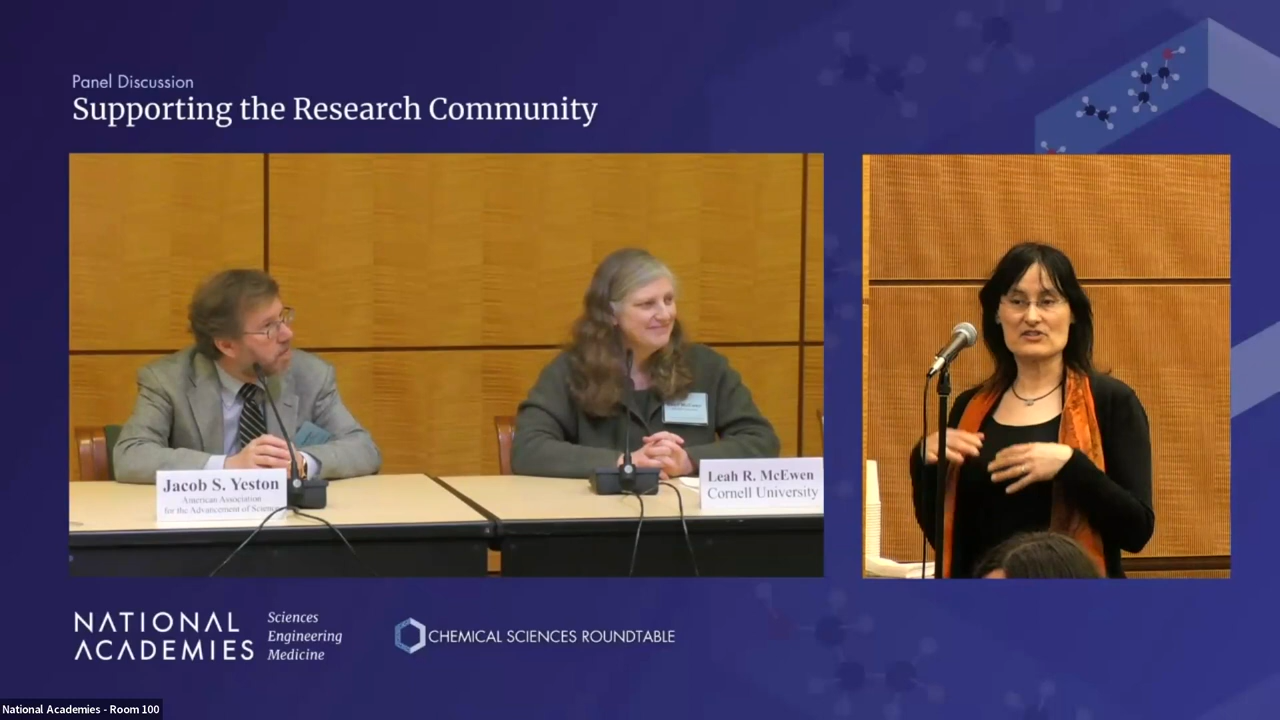 Panel Discussion
Supporting the Research Community
Jacob S. Yeston
American Association
for the Advancement of Science
Leah R. McEwen
Cornell University
NATIONAL
ACADEMIES
Sciences
Engineering
Medicine
CHEMICAL SCIENCES ROUNDTABLE
National Academies - Room 100